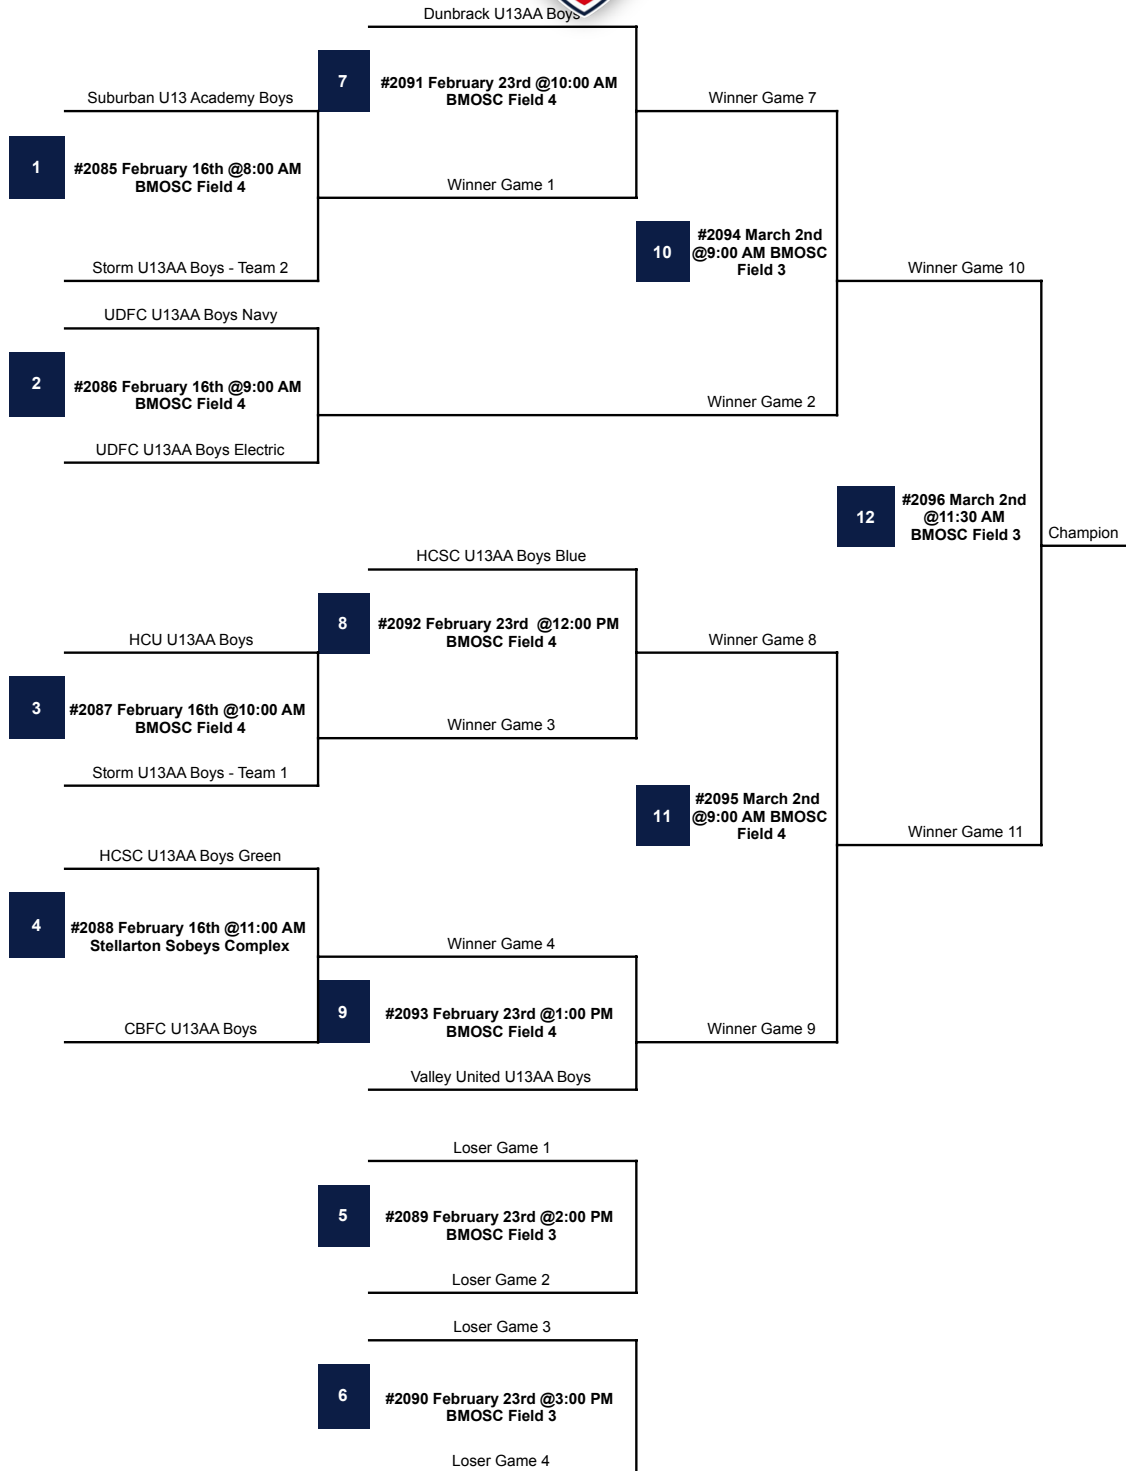 Dunbrack U13AA Boys
7
#2091 February 23rd @10:00 AM
BMOSC Field 4
Suburban U13 Academy Boys
Winner Game 7
1
#2085 February 16th @8:00 AM
BMOSC Field 4
Winner Game 1
10
#2094 March 2nd
@9:00 AM BMOSC
Field 3
Storm U13AA Boys - Team 2
Winner Game 10
UDFC U13AA Boys Navy
2
#2086 February 16th @9:00 AM
BMOSC Field 4
Winner Game 2
UDFC U13AA Boys Electric
12
#2096 March 2nd
@11:30 AM
BMOSC Field 3
Champion
HCSC U13AA Boys Blue
8
#2092 February 23rd  @12:00 PM
BMOSC Field 4
HCU U13AA Boys
Winner Game 8
3
#2087 February 16th @10:00 AM
BMOSC Field 4
Winner Game 3
Storm U13AA Boys - Team 1
11
#2095 March 2nd
@9:00 AM BMOSC
Field 4
Winner Game 11
HCSC U13AA Boys Green
4
#2088 February 16th @11:00 AM
Stellarton Sobeys Complex
Winner Game 4
9
#2093 February 23rd @1:00 PM
BMOSC Field 4
CBFC U13AA Boys
Winner Game 9
Valley United U13AA Boys
Loser Game 1
5
#2089 February 23rd @2:00 PM
BMOSC Field 3
Loser Game 2
Loser Game 3
6
#2090 February 23rd @3:00 PM
BMOSC Field 3
Loser Game 4